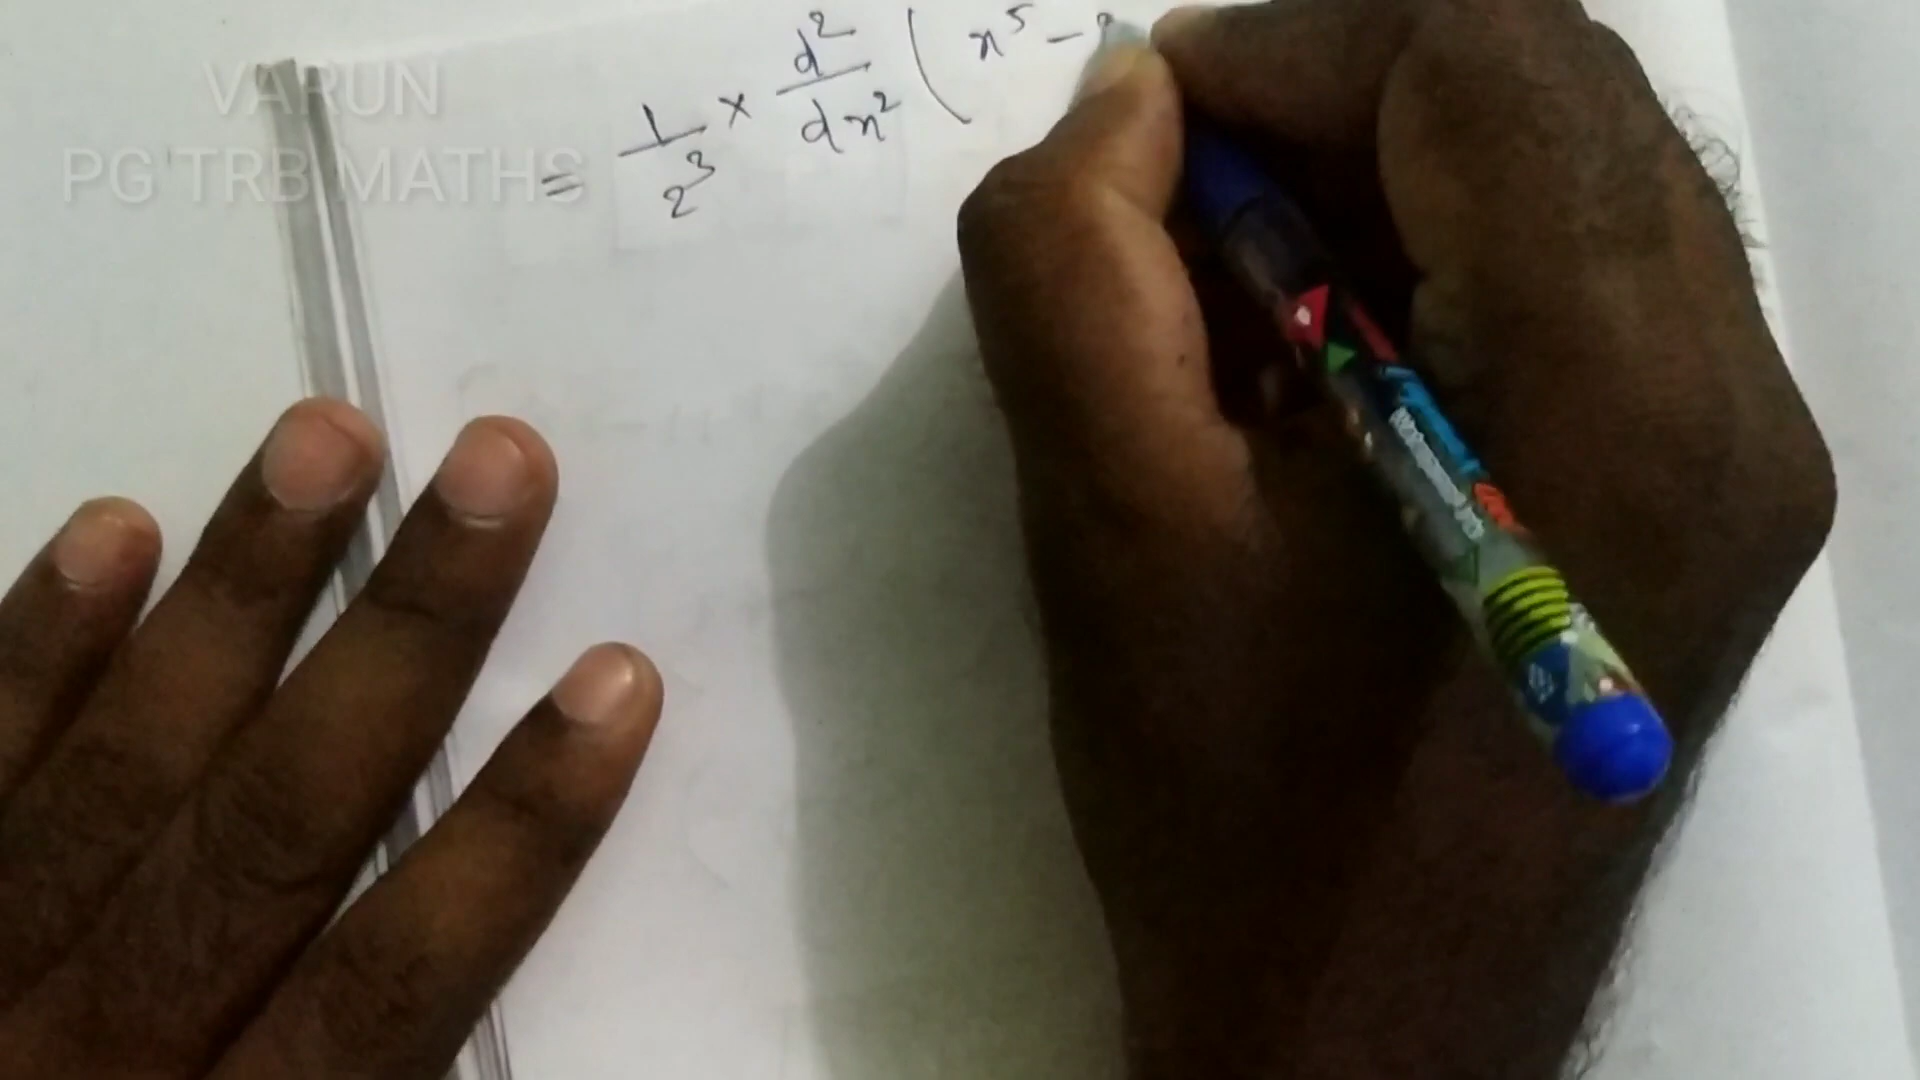 VARUN
PG TRB MATHS
= 1/2³ × d²/dx² ( x⁵ -